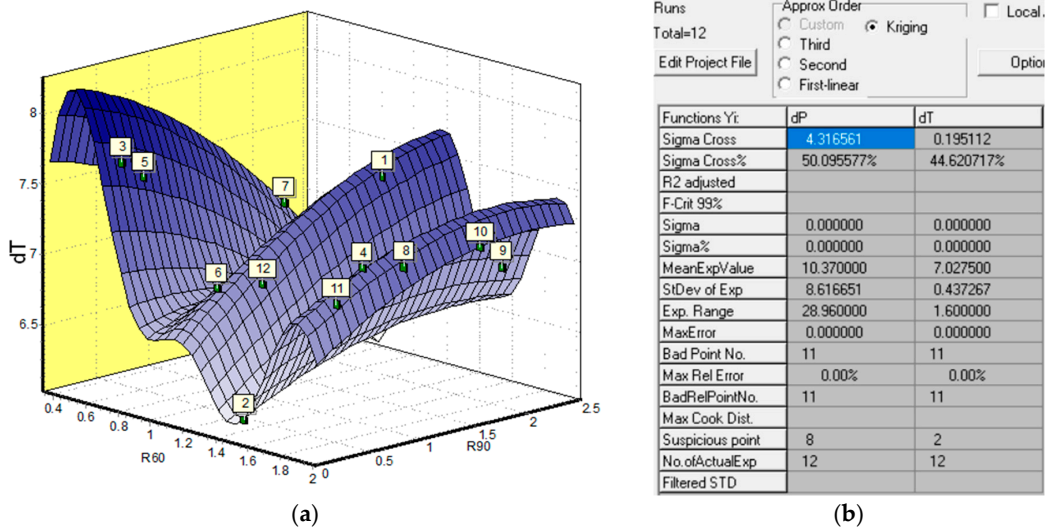 8
7.5
7
6.5
dT
3
5
7
1
6
12
4
8
10
9
11
2
0.4
0.6
0.8
1
1.2
1.4
1.6
1.8
2
R60
0
0.5
1
1.5
2
2.5
R90
(a)
Runs
Total=12
Edit Project File
Approx Order
Custom
Kriging
Third
Second
First-linear
Local
Optio
Functions Yi: dP dT
Sigma Cross 4.316561 0.195112
Sigma Cross% 50.095577% 44.620717%
R2 adjusted
F-Crit 99%
Sigma 0.000000 0.000000
Sigma% 0.000000 0.000000
MeanExpValue 10.370000 7.027500
StDev of Exp 8.616651 0.437267
Exp. Range 28.960000 1.600000
MaxError 0.000000 0.000000
Bad Point No. 11 11
Max Rel Error 0.00% 0.00%
BadRelPointNo. 11 11
Max Cook Dist.
Suspicious point 8 2
No.ofActualExp 12 12
Filtered STD
(b)